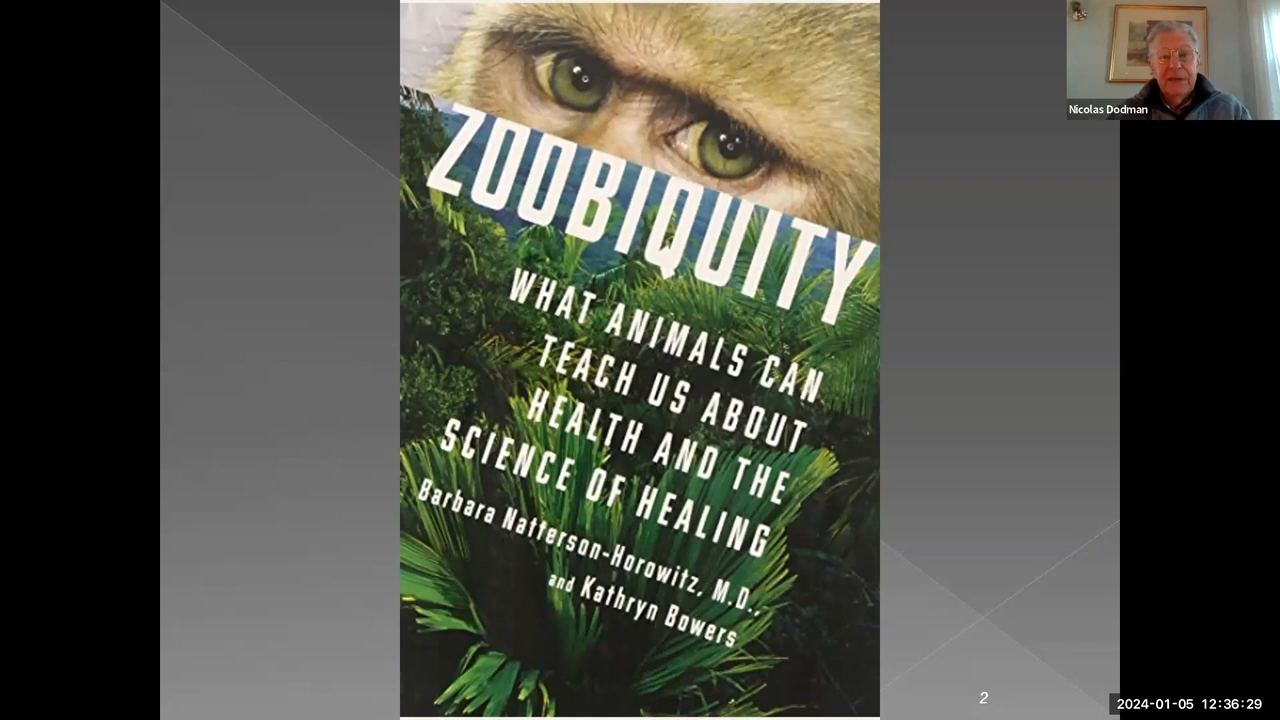 Nicolas Dodman
ZOOBIQUITY
WHAT ANIMALS CAN
TEACH US ABOUT
HEALTH AND THE
SCIENCE OF HEALING
Barbara Natterson-Horowitz, M.D.,
and Kathryn Bowers
2
2024-01-05 12:36:29